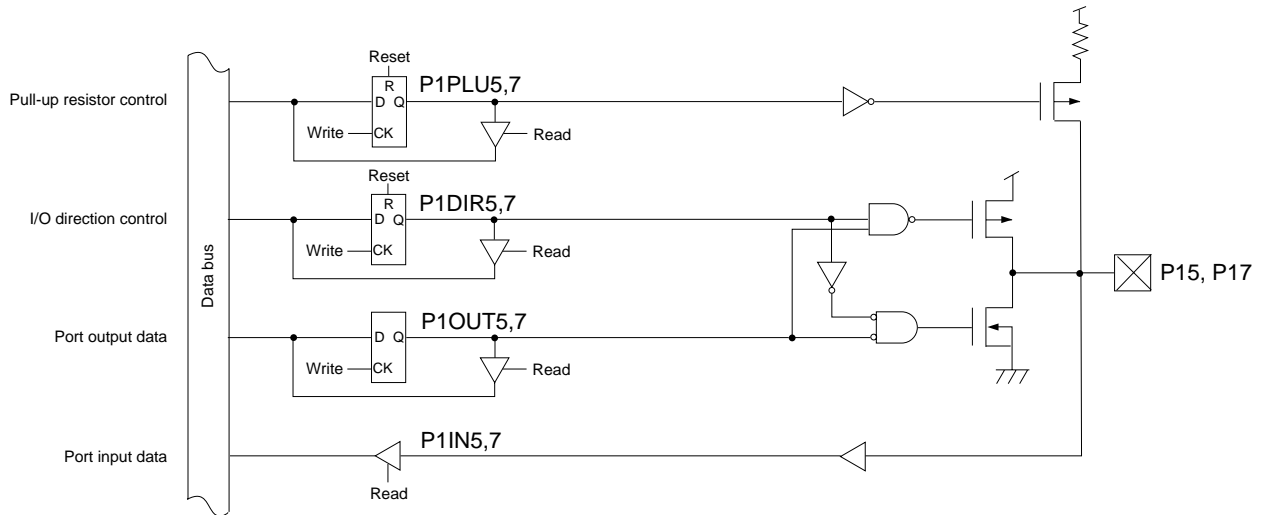 Reset
Pull-up resistor control
R
P1PLU5,7
D Q
Write
CK
Read
Reset
I/O direction control
R
P1DIR5,7
D Q
Write
CK
Read
Data bus
P15, P17
Port output data
P1OUT5,7
D Q
Write
CK
Read
Port input data
P1IN5,7
Read